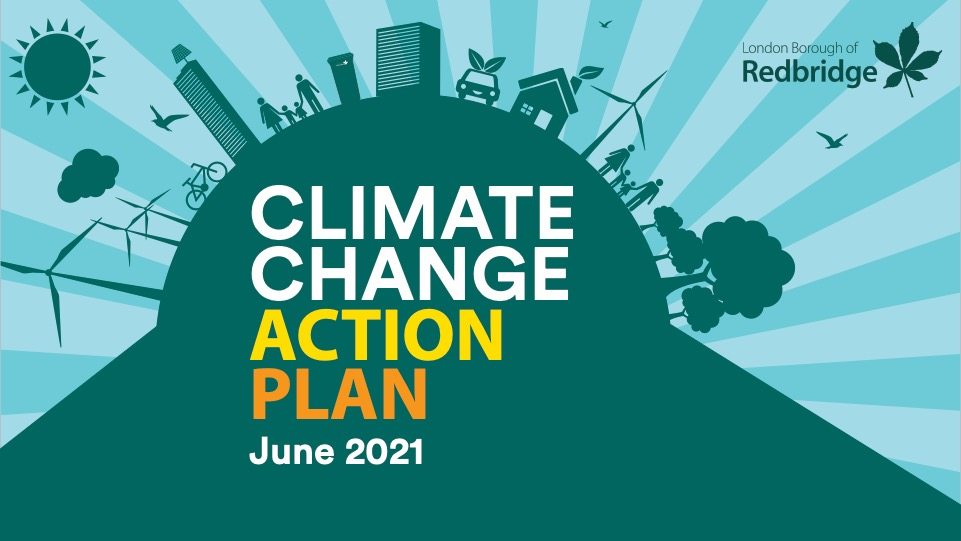 London Borough of
Redbridge
CLIMATE
CHANGE
ACTION
PLAN
June 2021